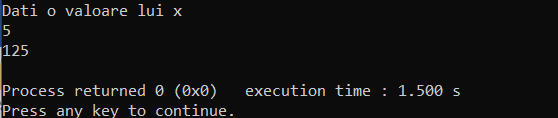 Dati o valoare lui x
5
125
Process returned 0 (0x0)   execution time : 1.500 s
Press any key to continue.